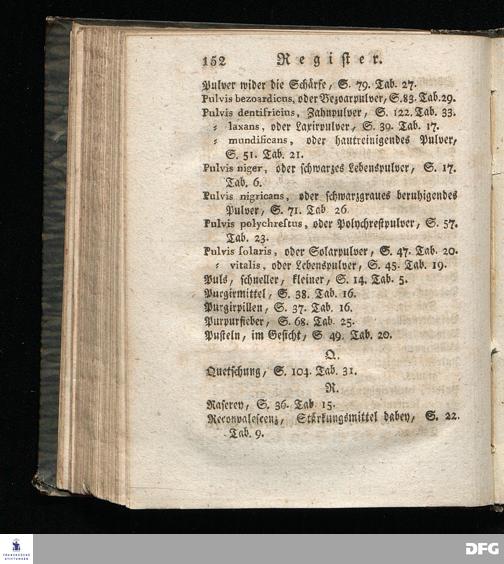 152 Register.
Pulver wider die Schärfe, S. 79. Tab. 27.
Pulvis bezoardicus, oder Bezoarpulver, S. 83. Tab. 29.
Pulvis dentifricius, Zahnpulver, S. 122. Tab. 33.
⸗ laxans, oder Laxirpulver, S. 39. Tab. 17.
⸗ mundificans, oder hautreinigendes Pulver,
S. 51. Tab. 21.
Pulvis niger, oder schwarzes Lebenspulver, S. 17.
Tab. 6.
Pulvis nigricans, oder schwarzgraues beruhigendes
Pulver, S. 71. Tab 26
Pulvis polychrestus, oder Polychrestpulver, S. 57.
Tab. 23.
Pulvis solaris, oder Solarpulver, S. 47. Tab. 20.
⸗ vitalis, oder Lebenspulver, S. 45. Tab. 19.
Puls, schneller, kleiner, S. 14. Tab. 5.
Purgirmittel, S. 38. Tab. 16.
Purgirpillen, S. 37. Tab. 16.
Purpurfieber, S. 68. Tab. 25.
Pusteln, im Gesicht, S 49. Tab. 20.
Q.
Quetschung, S. 104. Tab. 31.
R.
Raserey, S. 36. Tab 15.
Reconvalescenz, Stärkungsmittel dabey, S. 22.
Tab. 9.
FRANCKESCHE
STIFTUNGEN
DFG